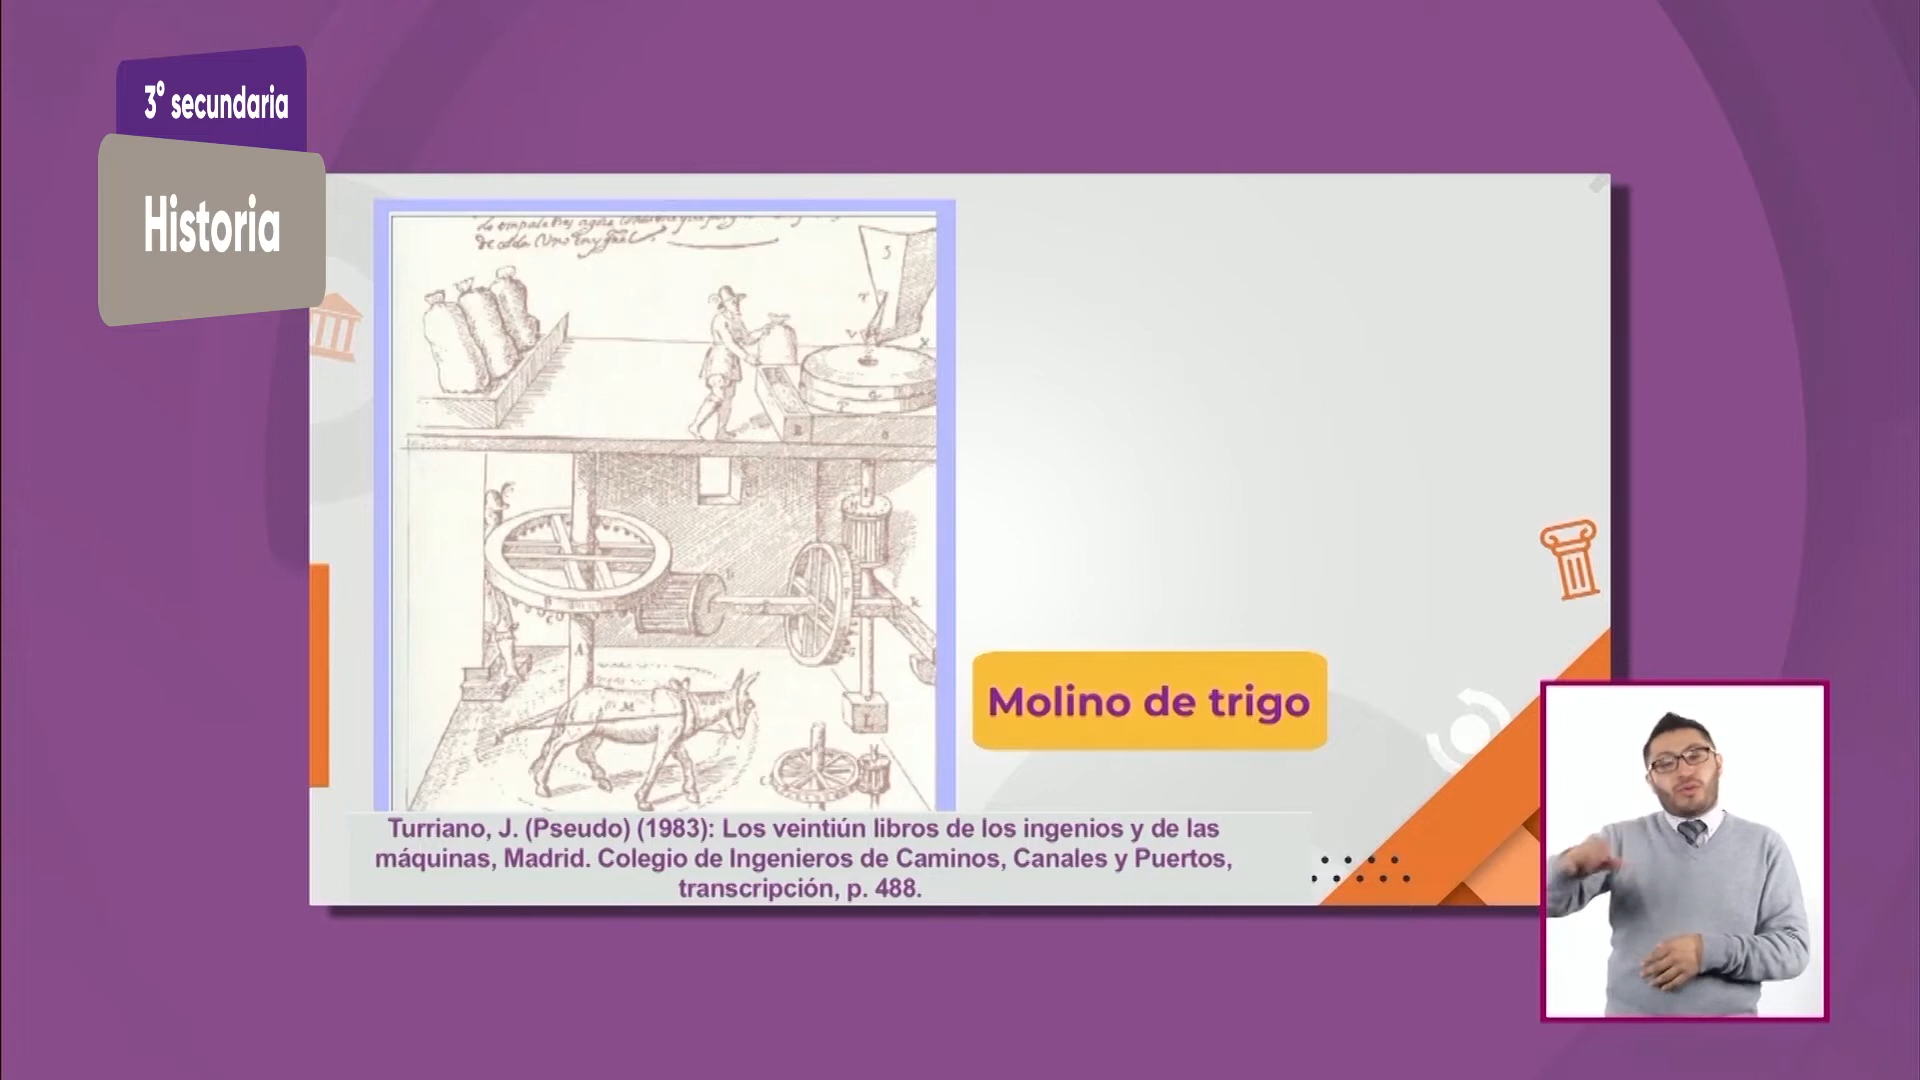 3° secundaria
Historia
Molino de trigo
Turriano, J. (Pseudo) (1983): Los veintiún libros de los ingenios y de las
máquinas, Madrid. Colegio de Ingenieros de Caminos, Canales y Puertos,
transcripción, p. 488.